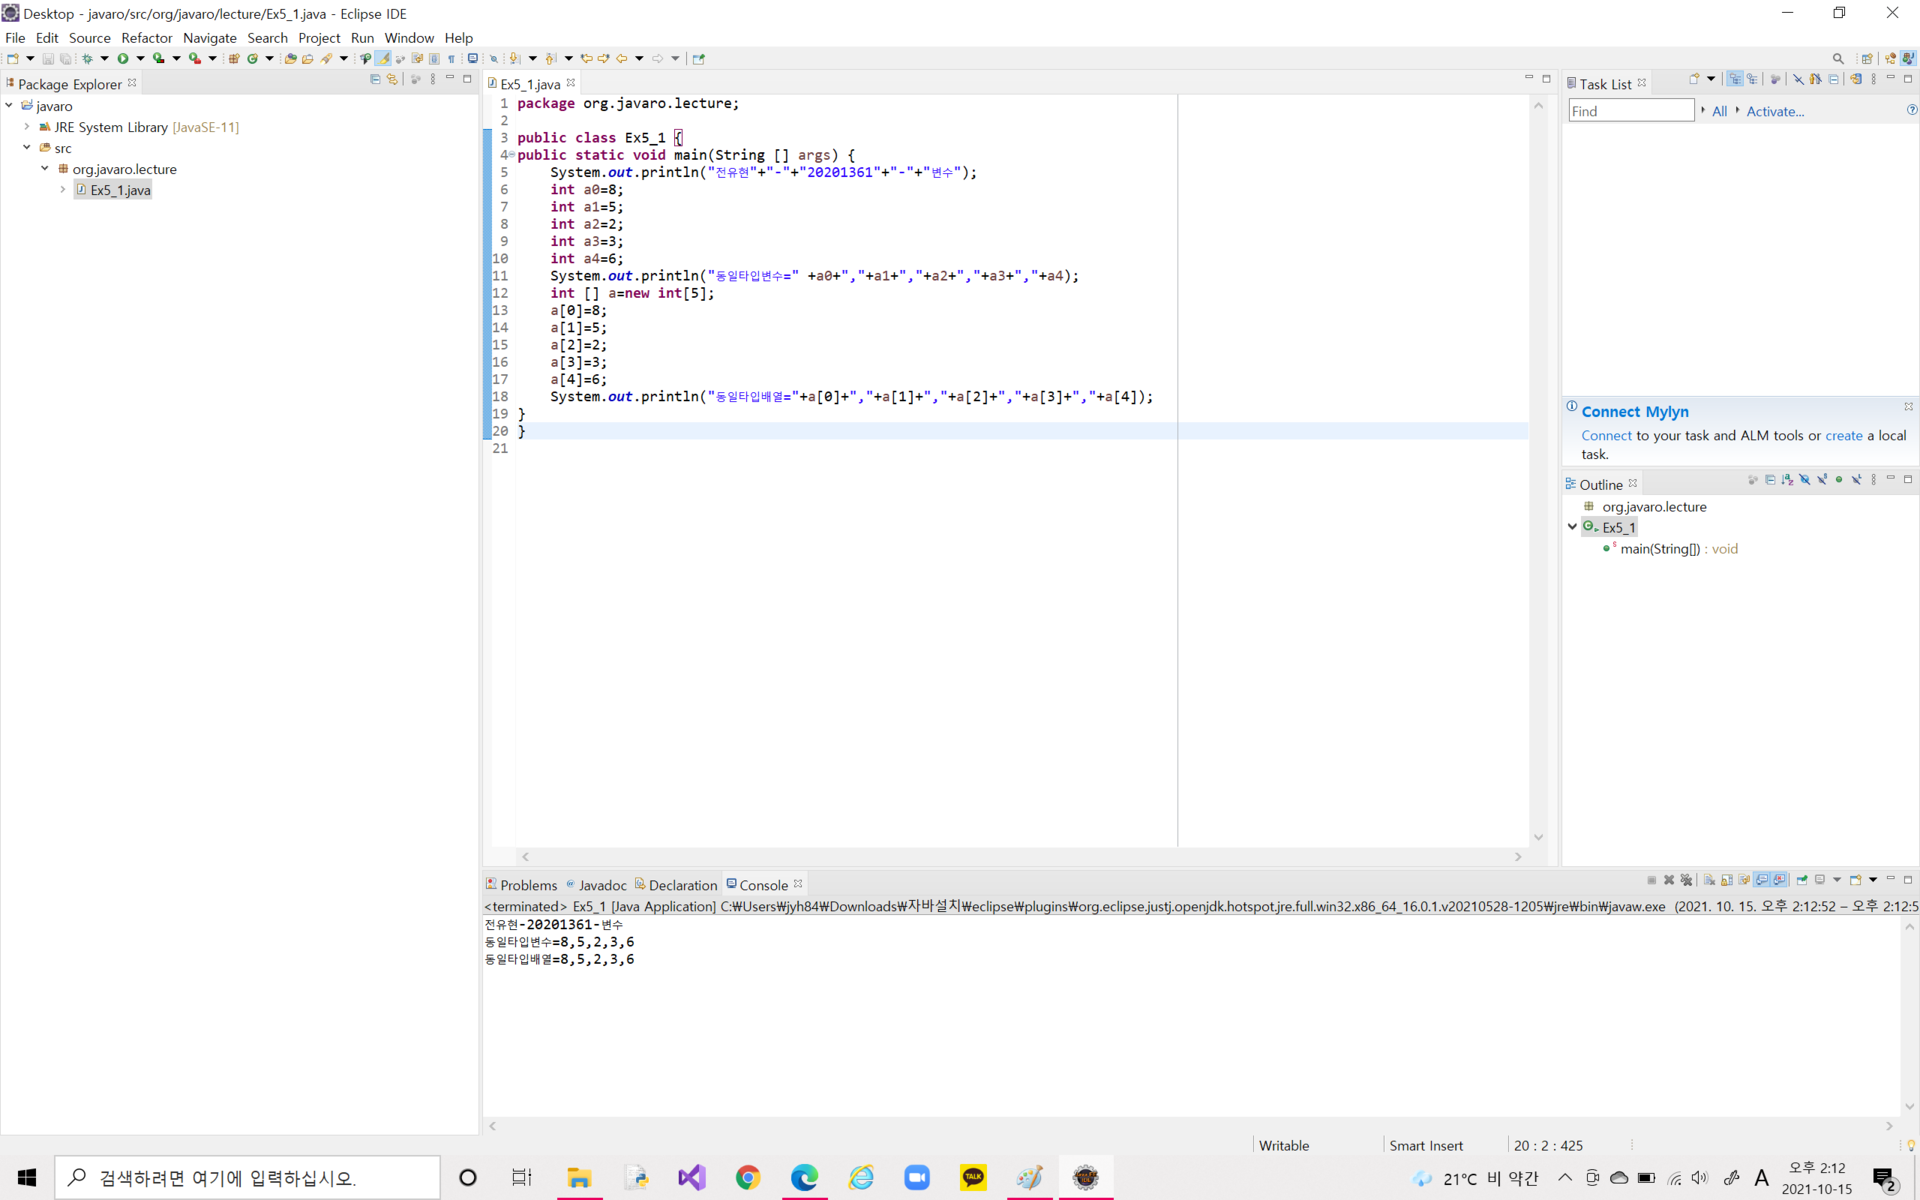 Desktop - javaro/src/org/javaro/lecture/Ex5_1.java - Eclipse IDE
File Edit Source Refactor Navigate Search Project Run Window Help
Package Explorer
javaro
JRE System Library [JavaSE-11]
src
org.javaro.lecture
Ex5_1.java
Ex5_1.java
1 package org.javaro.lecture;
2
3 public class Ex5_1 {
4 public static void main(String [] args) {
5 System.out.println("전유현"+"-"+"20201361"+"-"+"변수");
6 int a0=8;
7 int a1=5;
8 int a2=2;
9 int a3=3;
10 int a4=6;
11 System.out.println("동일타입변수=" +a0+","+a1+","+a2+","+a3+","+a4);
12 int [] a=new int[5];
13 a[0]=8;
14 a[1]=5;
15 a[2]=2;
16 a[3]=3;
17 a[4]=6;
18 System.out.println("동일타입배열="+a[0]+","+a[1]+","+a[2]+","+a[3]+","+a[4]);
19 }
20 }
21
Task List
Find All Activate...
Connect Mylyn
Connect to your task and ALM tools or create a local
task.
Outline
org.javaro.lecture
Ex5_1
main(String[]) : void
Problems Javadoc Declaration Console
<terminated> Ex5_1 [Java Application] C:₩Users₩jyh84₩Downloads₩자바설치₩eclipse₩plugins₩org.eclipse.justj.openjdk.hotspot.jre.full.win32.x86_64_16.0.1.v20210528-1205₩jre₩bin₩javaw.exe (2021. 10. 15. 오후 2:12:52 – 오후 2:12:5
전유현-20201361-변수
동일타입변수=8,5,2,3,6
동일타입배열=8,5,2,3,6
Writable Smart Insert 20 : 2 : 425
검색하려면 여기에 입력하십시오.
TALK
21°C 비 약간
A
오후 2:12
2021-10-15
2